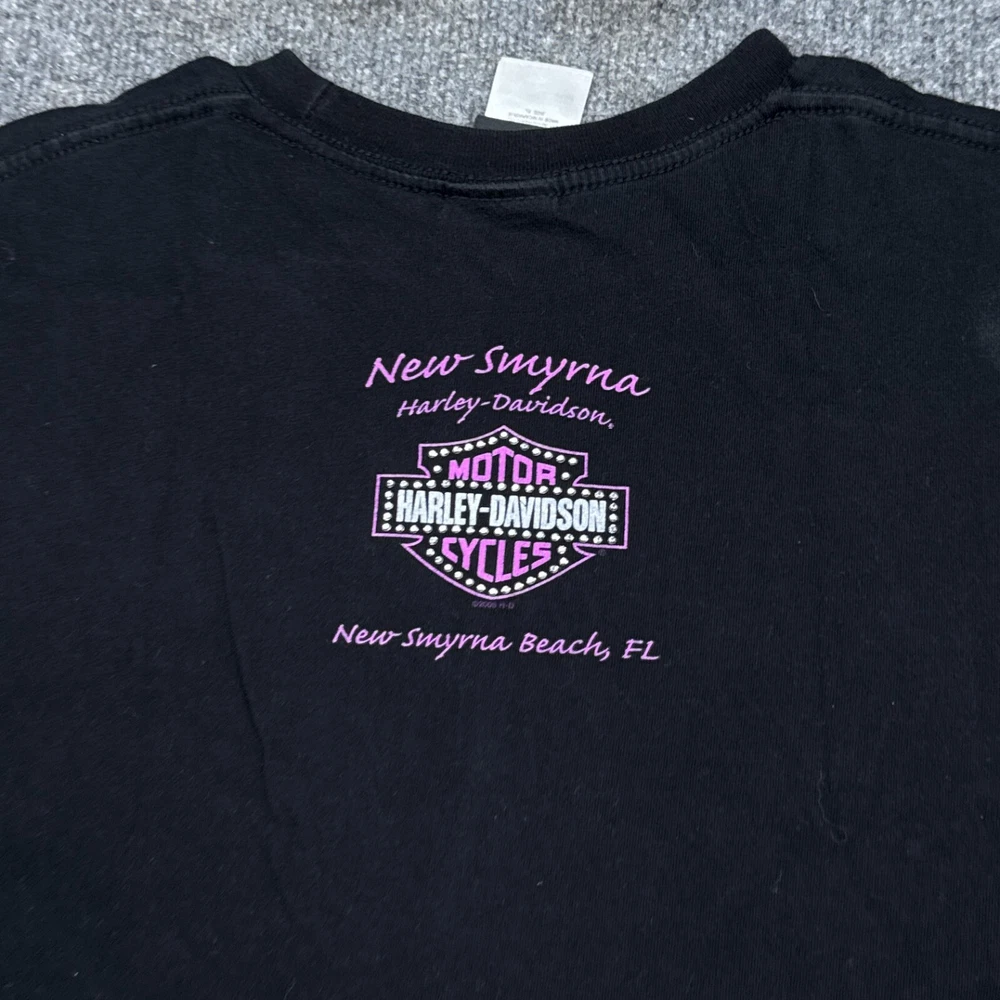 New Smyrna
Harley-Davidson®
MOTOR
HARLEY-DAVIDSON
CYCLES
H-D
New Smyrna Beach, FL